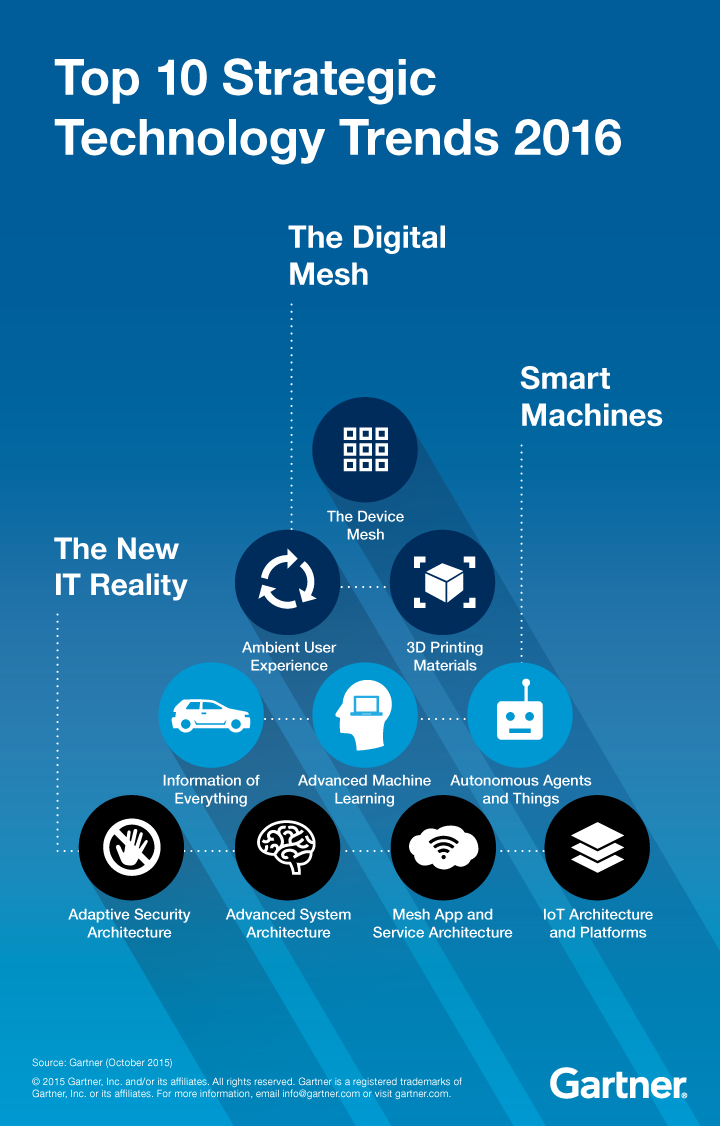 Top 10 Strategic
Technology Trends 2016
The Digital
Mesh
Smart
Machines
The Device
Mesh
The New
IT Reality
Ambient User
Experience
3D Printing
Materials
Information of
Everything
Advanced Machine
Learning
Autonomous Agents
and Things
Adaptive Security
Architecture
Advanced System
Architecture
Mesh App and
Service Architecture
IoT Architecture
and Platforms
Source: Gartner (October 2015)
© 2015 Gartner, Inc. and/or its affiliates. All rights reserved. Gartner is a registered trademarks of
Gartner, Inc. or its affiliates. For more information, email info@gartner.com or visit gartner.com.
Gartner®